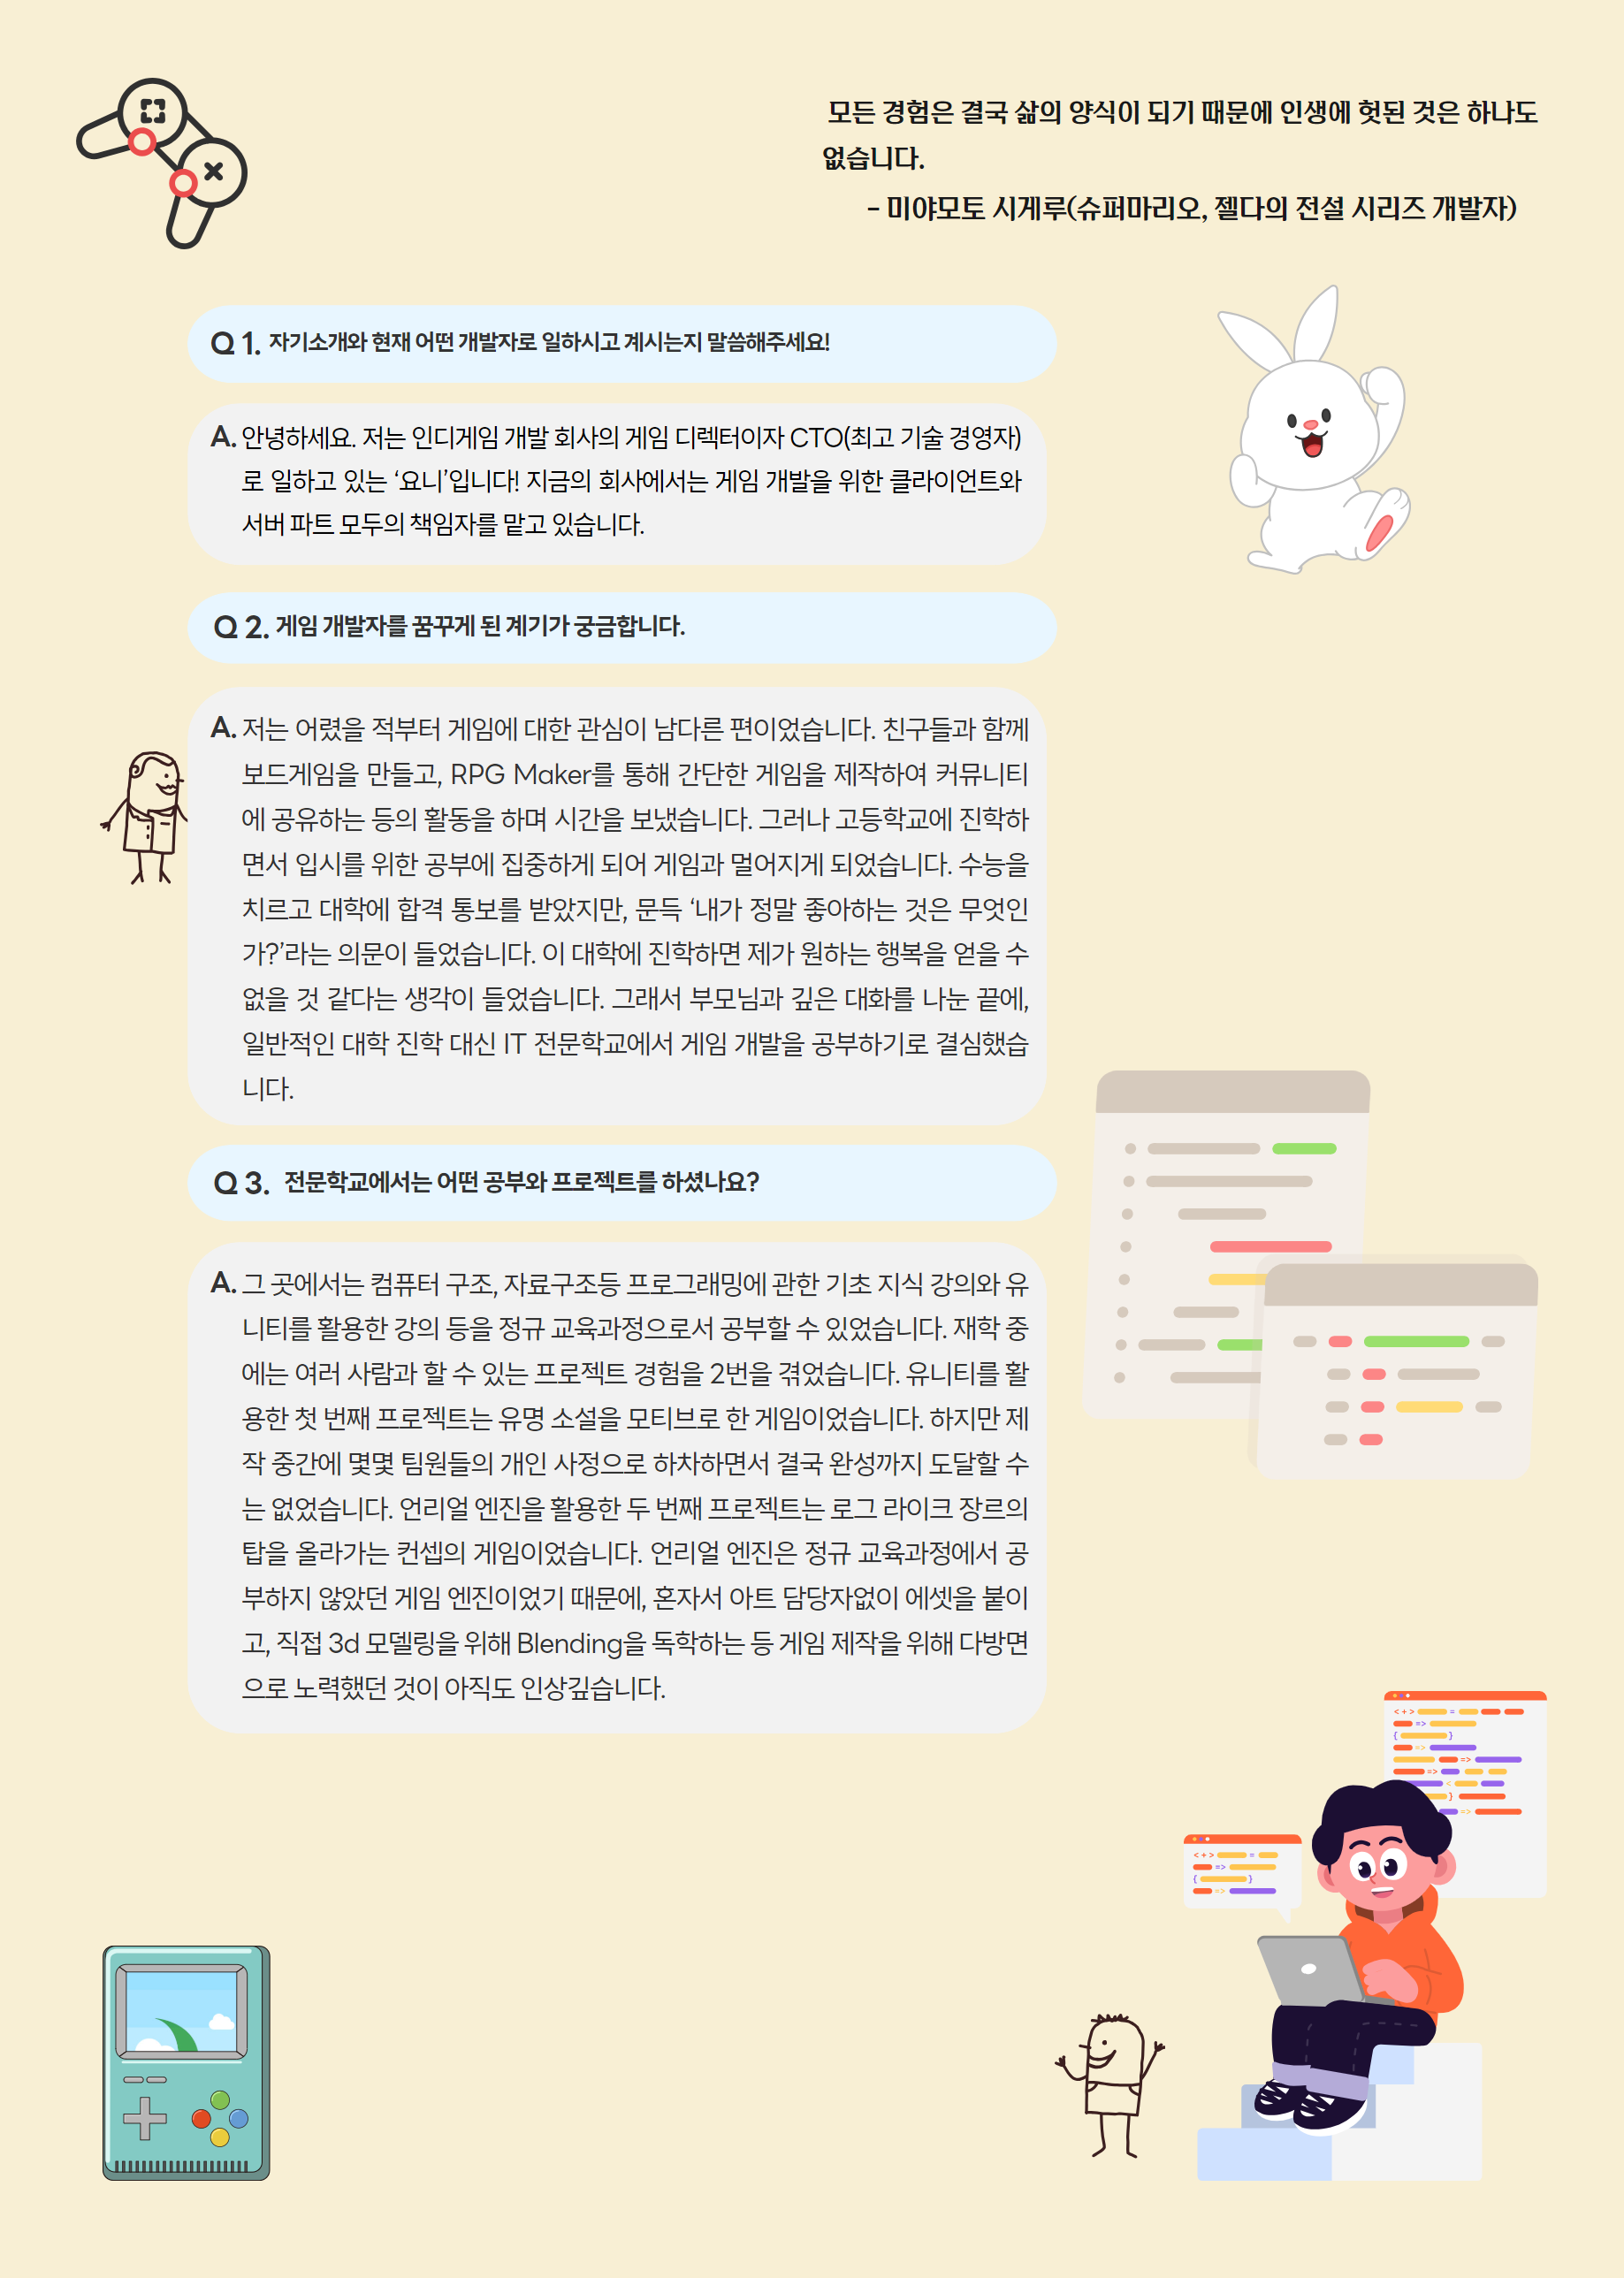 모든 경험은 결국 삶의 양식이 되기 때문에 인생에 헛된 것은 하나도
없습니다.
- 미야모토 시게루(슈퍼마리오, 젤다의 전설 시리즈 개발자)
Q 1. 자기소개와 현재 어떤 개발자로 일하시고 계시는지 말씀해주세요!
A. 안녕하세요. 저는 인디게임 개발 회사의 게임 디렉터이자 CTO(최고 기술 경영자)
로 일하고 있는 ‘요니’입니다! 지금의 회사에서는 게임 개발을 위한 클라이언트와
서버 파트 모두의 책임자를 맡고 있습니다.
Q 2. 게임 개발자를 꿈꾸게 된 계기가 궁금합니다.
A. 저는 어렸을 적부터 게임에 대한 관심이 남다른 편이었습니다. 친구들과 함께
보드게임을 만들고, RPG Maker를 통해 간단한 게임을 제작하여 커뮤니티
에 공유하는 등의 활동을 하며 시간을 보냈습니다. 그러나 고등학교에 진학하
면서 입시를 위한 공부에 집중하게 되어 게임과 멀어지게 되었습니다. 수능을
치르고 대학에 합격 통보를 받았지만, 문득 ‘내가 정말 좋아하는 것은 무엇인
가?’라는 의문이 들었습니다. 이 대학에 진학하면 제가 원하는 행복을 얻을 수
없을 것 같다는 생각이 들었습니다. 그래서 부모님과 깊은 대화를 나눈 끝에,
일반적인 대학 진학 대신 IT 전문학교에서 게임 개발을 공부하기로 결심했습
니다.
Q 3. 전문학교에서는 어떤 공부와 프로젝트를 하셨나요?
A. 그 곳에서는 컴퓨터 구조, 자료구조등 프로그래밍에 관한 기초 지식 강의와 유
니티를 활용한 강의 등을 정규 교육과정으로서 공부할 수 있었습니다. 재학 중
에는 여러 사람과 할 수 있는 프로젝트 경험을 2번을 겪었습니다. 유니티를 활
용한 첫 번째 프로젝트는 유명 소설을 모티브로 한 게임이었습니다. 하지만 제
작 중간에 몇몇 팀원들의 개인 사정으로 하차하면서 결국 완성까지 도달할 수
는 없었습니다. 언리얼 엔진을 활용한 두 번째 프로젝트는 로그 라이크 장르의
탑을 올라가는 컨셉의 게임이었습니다. 언리얼 엔진은 정규 교육과정에서 공
부하지 않았던 게임 엔진이었기 때문에, 혼자서 아트 담당자없이 에셋을 붙이
고, 직접 3d 모델링을 위해 Blending을 독학하는 등 게임 제작을 위해 다방면
으로 노력했던 것이 아직도 인상깊습니다.